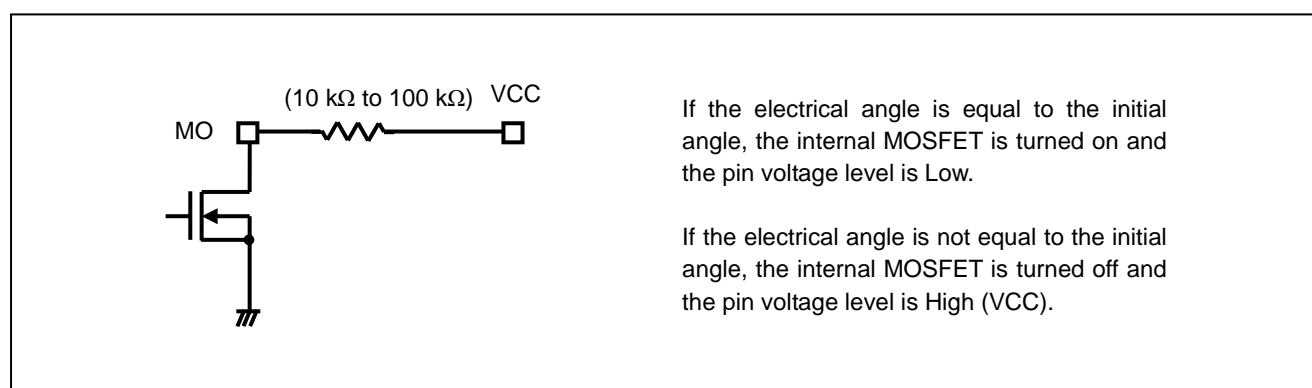 (10 kΩ to 100 kΩ) VCC
MO
If the electrical angle is equal to the initial
angle, the internal MOSFET is turned on and
the pin voltage level is Low.
If the electrical angle is not equal to the initial
angle, the internal MOSFET is turned off and
the pin voltage level is High (VCC).